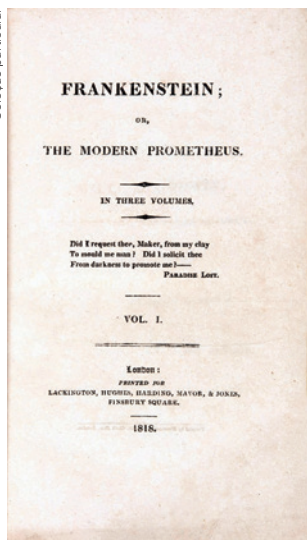 FRANKENSTEIN;
OR,
THE MODERN PROMETHEUS.
IN THREE VOLUMES.
Did I request thee, Maker, from my clay
To mould me man? Did I solicit thee
From darkness to promote me?——
PARADISE LOST.
VOL. I.
London:
PRINTED FOR
LACKINGTON, HUGHES, HARDING, MAVOR, & JONES,
FINSBURY SQUARE.
1818.